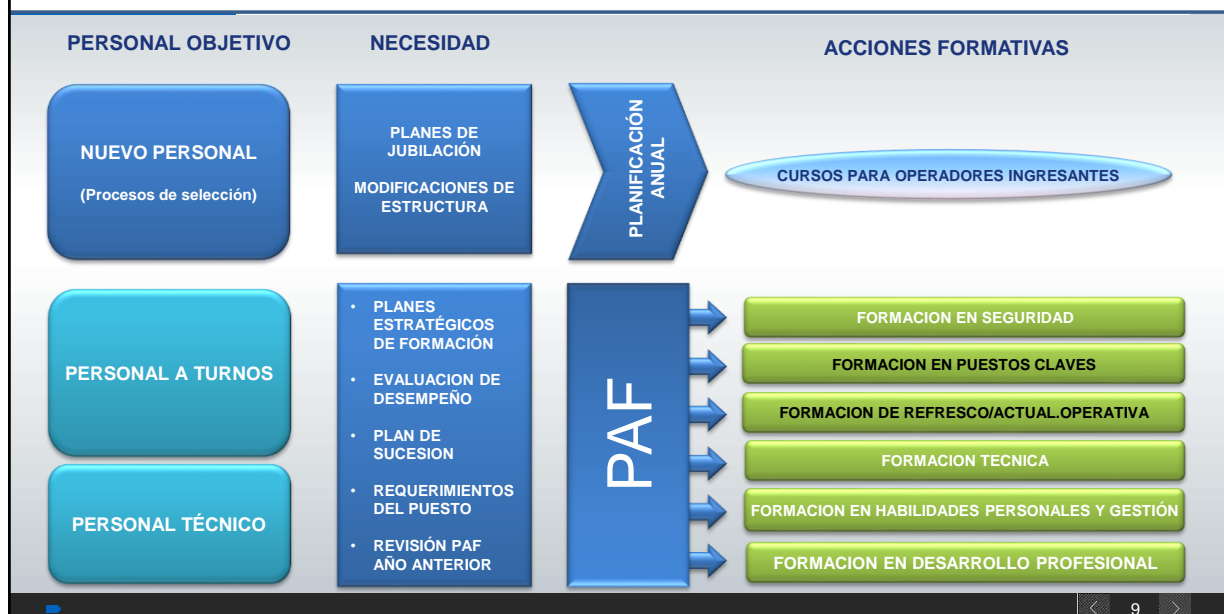 PERSONAL OBJETIVO
NECESIDAD
ACCIONES FORMATIVAS
NUEVO PERSONAL
(Procesos de selección)
PLANES DE
JUBILACIÓN
MODIFICACIONES DE
ESTRUCTURA
PLANIFICACIÓN
ANUAL
CURSOS PARA OPERADORES INGRESANTES
PERSONAL A TURNOS
PERSONAL TÉCNICO
• PLANES
ESTRATÉGICOS
DE FORMACIÓN
• EVALUACION DE
DESEMPEÑO
• PLAN DE
SUCESION
• REQUERIMIENTOS
DEL PUESTO
• REVISIÓN PAF
AÑO ANTERIOR
PAF
FORMACION EN SEGURIDAD
FORMACION EN PUESTOS CLAVES
FORMACION DE REFRESCO/ACTUAL.OPERATIVA
FORMACION TECNICA
FORMACION EN HABILIDADES PERSONALES Y GESTIÓN
FORMACION EN DESARROLLO PROFESIONAL
9